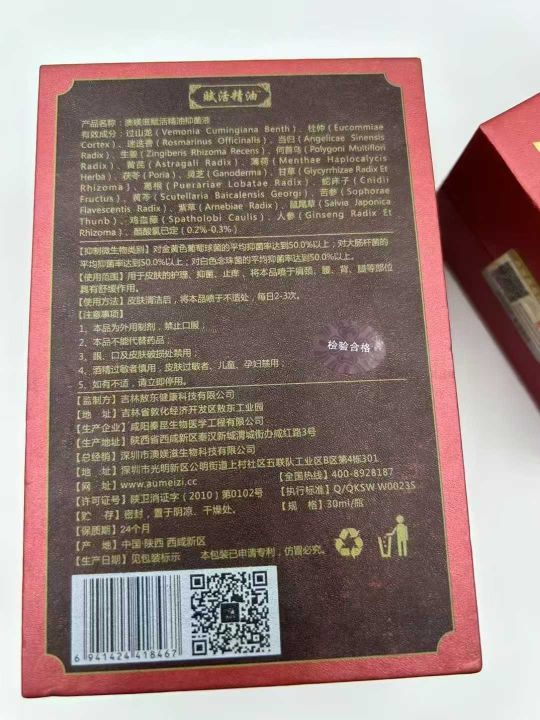 赋活精油
产品名称：澳媄滋赋活精油抑菌液
有效成分：过山龙（Vemonia Cumingiana Benth）、杜仲（Eucommiae
Cortex）、迷迭香（Rosmarinus Officinalis）、当归（Angelicae Sinensis
Radix）、生姜（Zingiberis Rhizoma Recens）、何首乌（Polygoni Multiflori
Radix）、黄芪（Astragali Radix）、薄荷（Menthae Haplocalycis
Herba）、茯苓（Poria）、灵芝（Ganoderma）、甘草（Glycyrrhizae Radix Et
Rhizoma）、葛根（Puerariae Lobatae Radix）、蛇床子（Cnidii
Fructus）、黄芩（Scutellaria Baicalensis Georgi）、苦参（Sophorae
Flavescentis Radix）、紫草（Arnebiae Radix）、鼠尾草（Salvia Japonica
Thunb）、鸡血藤（Spatholobi Caulis）、人参（Ginseng Radix Et
Rhizoma）、醋酸氯己定（0.2%-0.3%）
【抑制微生物类别】对金黄色葡萄球菌的平均抑菌率达到50.0%以上；对大肠杆菌的
平均抑菌率达到50.0%以上；对白色念珠菌的平均抑菌率达到50.0%以上。
【使用范围】用于皮肤的护理、抑菌、止痒、将本品喷于肩颈、腰、背、腿等部位
具有舒缓作用。
【使用方法】皮肤清洁后，将本品喷于不适处，每日2-3次。
【注意事项】
1、本品为外用制剂，禁止口服；
2、本品不能代替药品；
3、眼、口及皮肤破损处禁用；
4、酒精过敏者慎用，皮肤过敏者、儿童、孕妇禁用；
5、如有不适，请立即停用。
检验合格
【监制方】吉林敖东健康科技有限公司
【地　址】吉林省敦化经济开发区敖东工业园
【生产企业】咸阳秦昆生物医学工程有限公司
【生产地址】陕西省西咸新区秦汉新城渭城街办咸红路3号
【总经销】深圳市澳媄滋生物科技有限公司
【地　址】深圳市光明新区公明街道上村社区五联队工业区B区第4栋301
【网　址】www.aumeizi.cc 【全国热线】400-8928187
【许可证号】陕卫消证字（2010）第0102号 【执行标准】Q/QKSW W0023S
【贮　存】密封，置于阴凉、干燥处。 【规　格】30ml/瓶
【保质期】24个月
【产　地】中国·陕西 西咸新区
【生产日期】见包装标示 本包装已申请专利，仿冒必究。
6 941424 418467